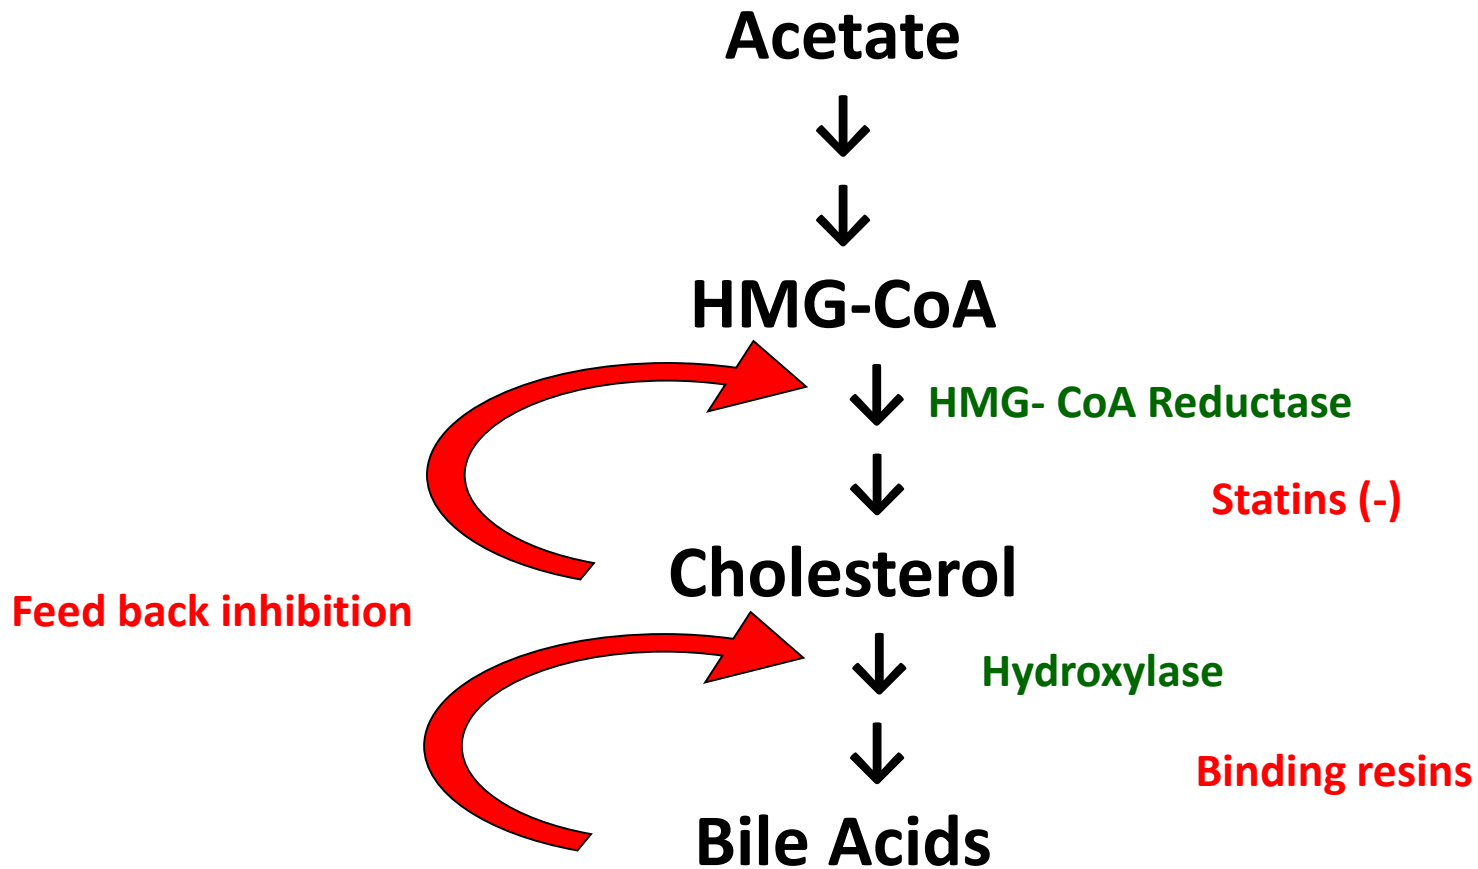 Acetate
HMG-CoA
HMG- CoA Reductase
Statins (-)
Cholesterol
Feed back inhibition
Hydroxylase
Binding resins
Bile Acids